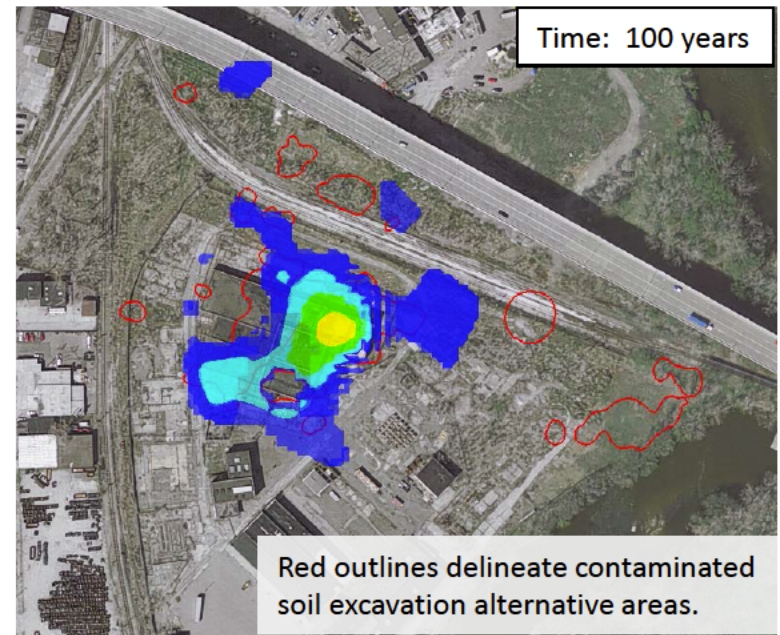 Time: 100 years
Red outlines delineate contaminated
soil excavation alternative areas.